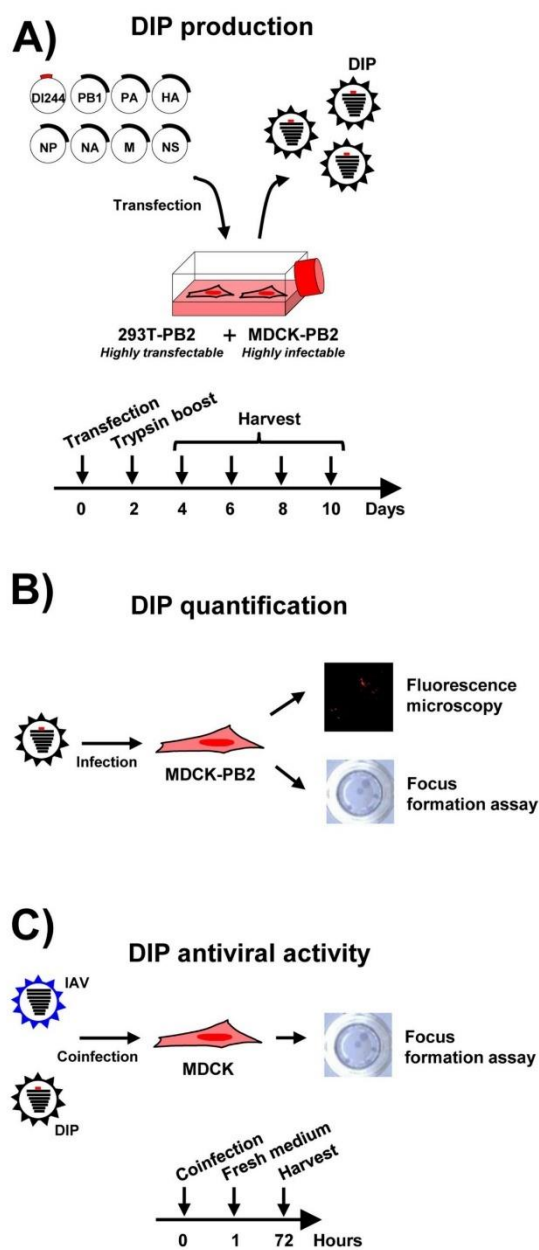 A)
DIP production
DI244 PB1 PA HA
NP NA M NS
DIP
Transfection
293T-PB2 + MDCK-PB2
Highly transfectable Highly infectable
Transfection
Trypsin boost
Harvest
0 2 4 6 8 10 Days
B)
DIP quantification
Infection
MDCK-PB2
Fluorescence
microscopy
Focus
formation assay
C)
DIP antiviral activity
IAV
Coinfection
DIP
MDCK
Focus
formation assay
Coinfection
Fresh medium
Harvest
0 1 72 Hours